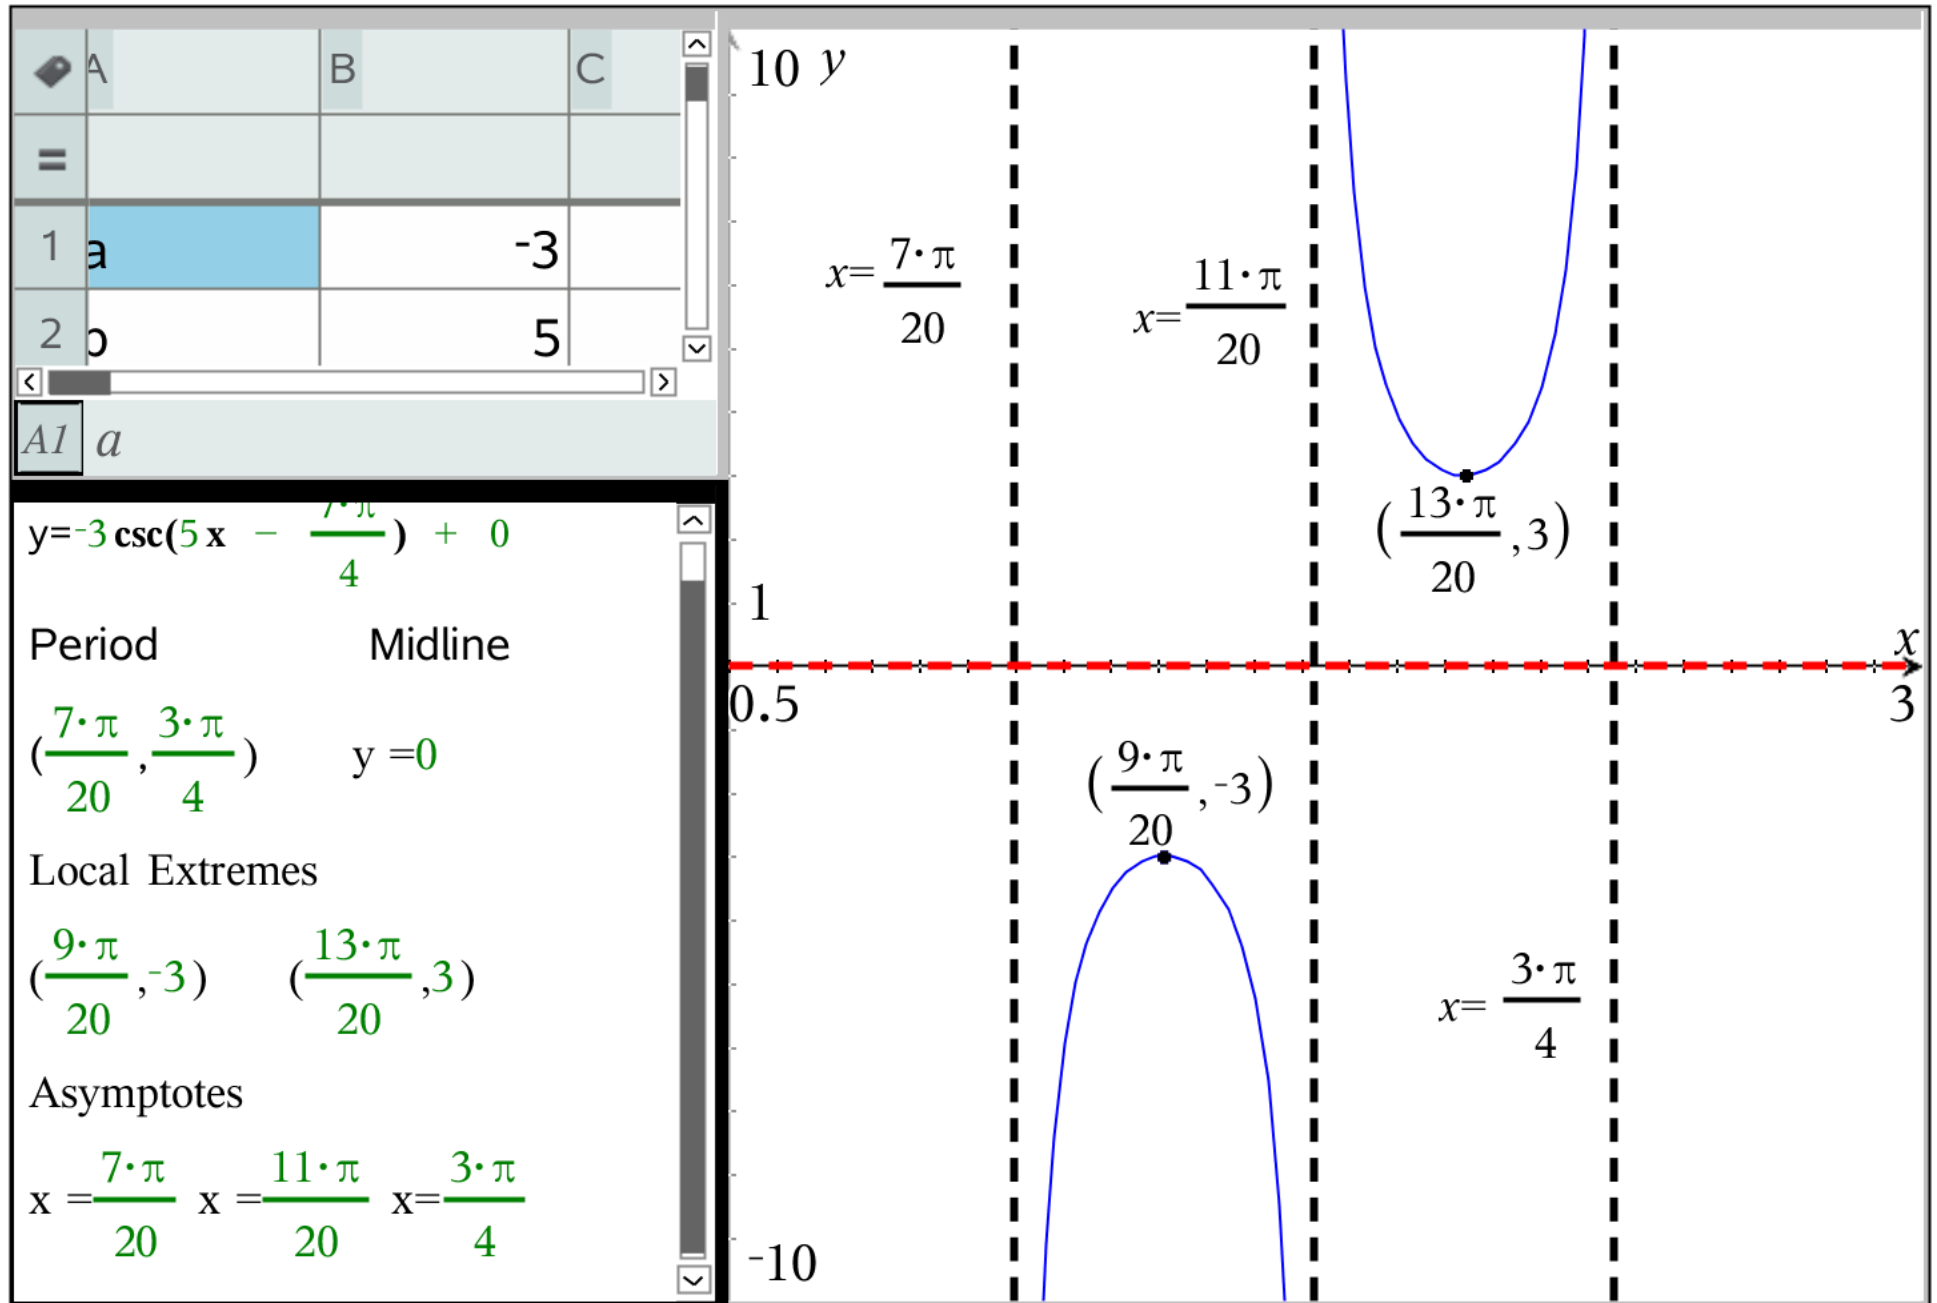 A B C
=
1 a -3
2 b 5
A1 a
y=-3 csc(5 x − 7·π/4) + 0
Period Midline
(7·π/20, 3·π/4) y =0
Local Extremes
(9·π/20, -3) (13·π/20, 3)
Asymptotes
x =7·π/20 x =11·π/20 x=3·π/4
10 y
x=7·π/20
x=11·π/20
(13·π/20, 3)
1
x
0.5 3
(9·π/20, -3)
x= 3·π/4
-10